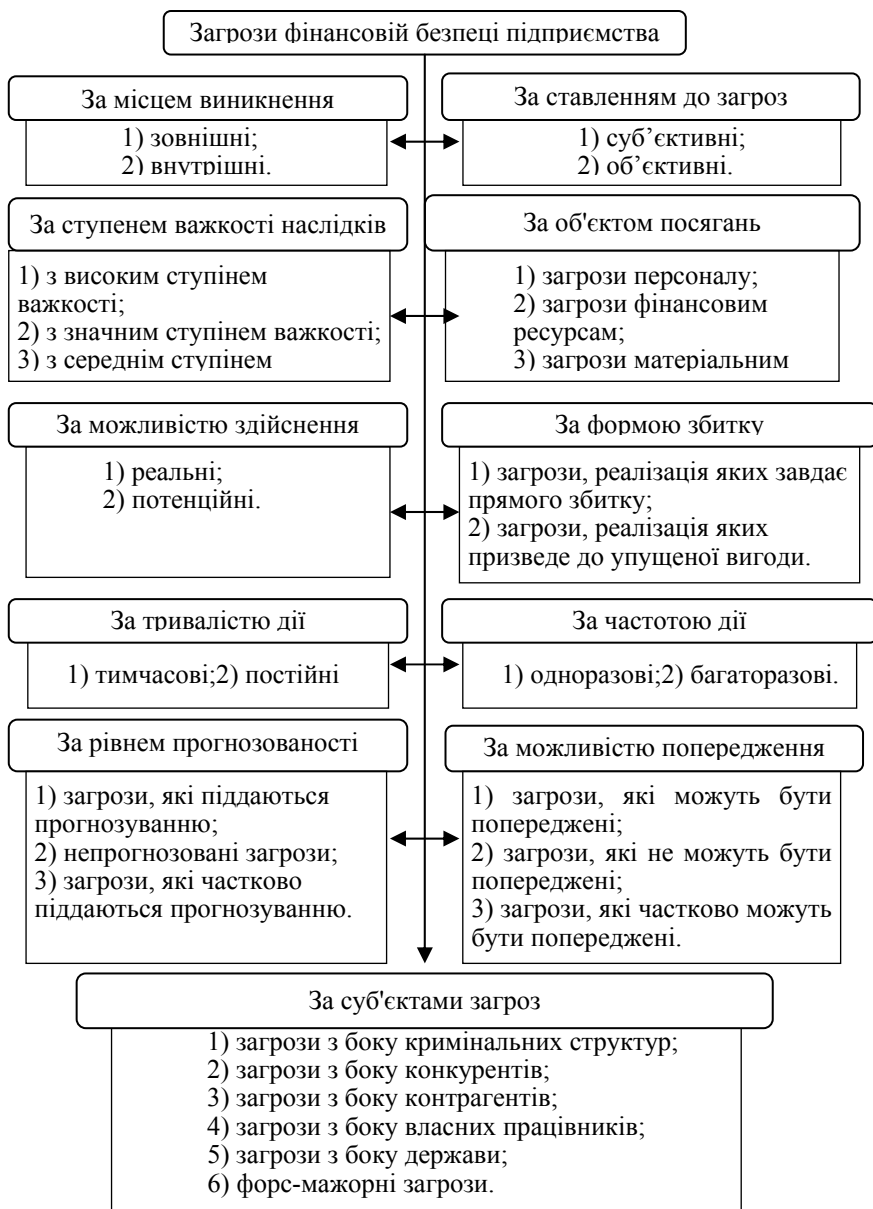 Загрози фінансовій безпеці підприємства
За місцем виникнення
1) зовнішні;
2) внутрішні.
За ставленням до загроз
1) суб’єктивні;
2) об’єктивні.
За ступенем важкості наслідків
1) з високим ступінем
важкості;
2) з значним ступінем важкості;
3) з середнім ступінем
За об'єктом посягань
1) загрози персоналу;
2) загрози фінансовим
ресурсам;
3) загрози матеріальним
За можливістю здійснення
1) реальні;
2) потенційні.
За формою збитку
1) загрози, реалізація яких завдає
прямого збитку;
2) загрози, реалізація яких
призведе до упущеної вигоди.
За тривалістю дії
1) тимчасові;2) постійні
За частотою дії
1) одноразові;2) багаторазові.
За рівнем прогнозованості
1) загрози, які піддаються
прогнозуванню;
2) непрогнозовані загрози;
3) загрози, які частково
піддаються прогнозуванню.
За можливістю попередження
1) загрози, які можуть бути
попереджені;
2) загрози, які не можуть бути
попереджені;
3) загрози, які частково можуть
бути попереджені.
За суб'єктами загроз
1) загрози з боку кримінальних структур;
2) загрози з боку конкурентів;
3) загрози з боку контрагентів;
4) загрози з боку власних працівників;
5) загрози з боку держави;
6) форс-мажорні загрози.